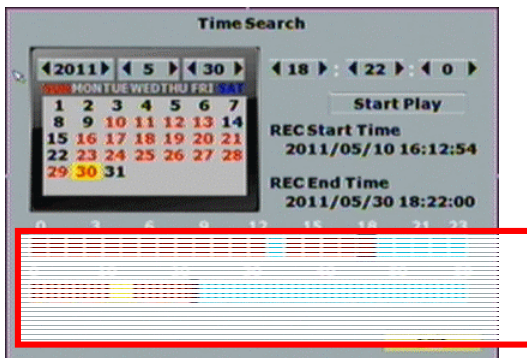 Time Search
2011 5 30 18 : 22 : 0
SUN MON TUE WED THU FRI SAT
1 2 3 4 5 6 7 Start Play
8 9 10 11 12 13 14
15 16 17 18 19 20 21 REC Start Time
22 23 24 25 26 27 28 2011/05/10 16:12:54
29 30 31
REC End Time
2011/05/30 18:22:00
0 3 6 9 12 15 18 21 23